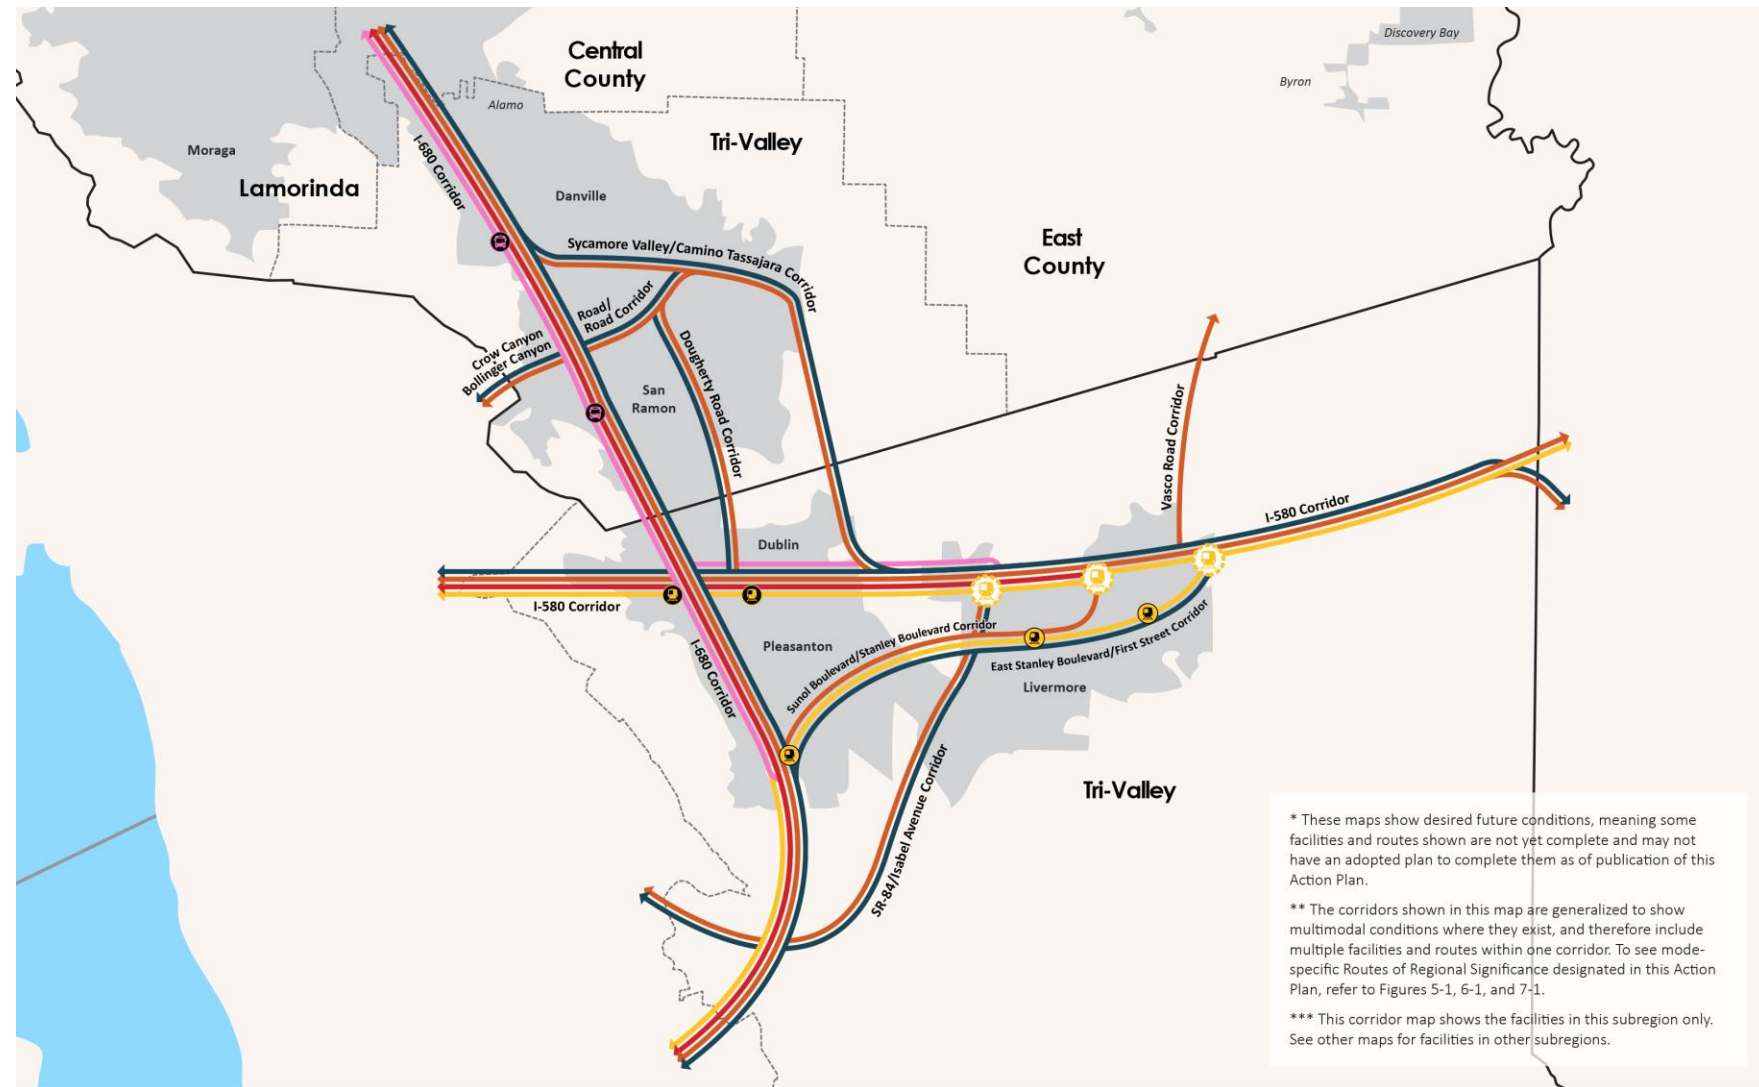 Central
County
Discovery Bay
Byron
Alamo
Tri-Valley
Moraga
Lamorinda
I-680 Corridor
Danville
East
County
Sycamore Valley/Camino Tassajara Corridor
Crow Canyon Road/
Bollinger Canyon Road Corridor
San
Ramon
Dougherty Road Corridor
Vasco Road Corridor
I-580 Corridor
Dublin
I-580 Corridor
Pleasanton
I-680 Corridor
Sunol Boulevard/Stanley Boulevard Corridor
East Stanley Boulevard/First Street Corridor
Livermore
SR-84/Isabel Avenue Corridor
Tri-Valley
* These maps show desired future conditions, meaning some
facilities and routes shown are not yet complete and may not
have an adopted plan to complete them as of publication of this
Action Plan.
** The corridors shown in this map are generalized to show
multimodal conditions where they exist, and therefore include
multiple facilities and routes within one corridor. To see mode-
specific Routes of Regional Significance designated in this Action
Plan, refer to Figures 5-1, 6-1, and 7-1.
*** This corridor map shows the facilities in this subregion only.
See other maps for facilities in other subregions.